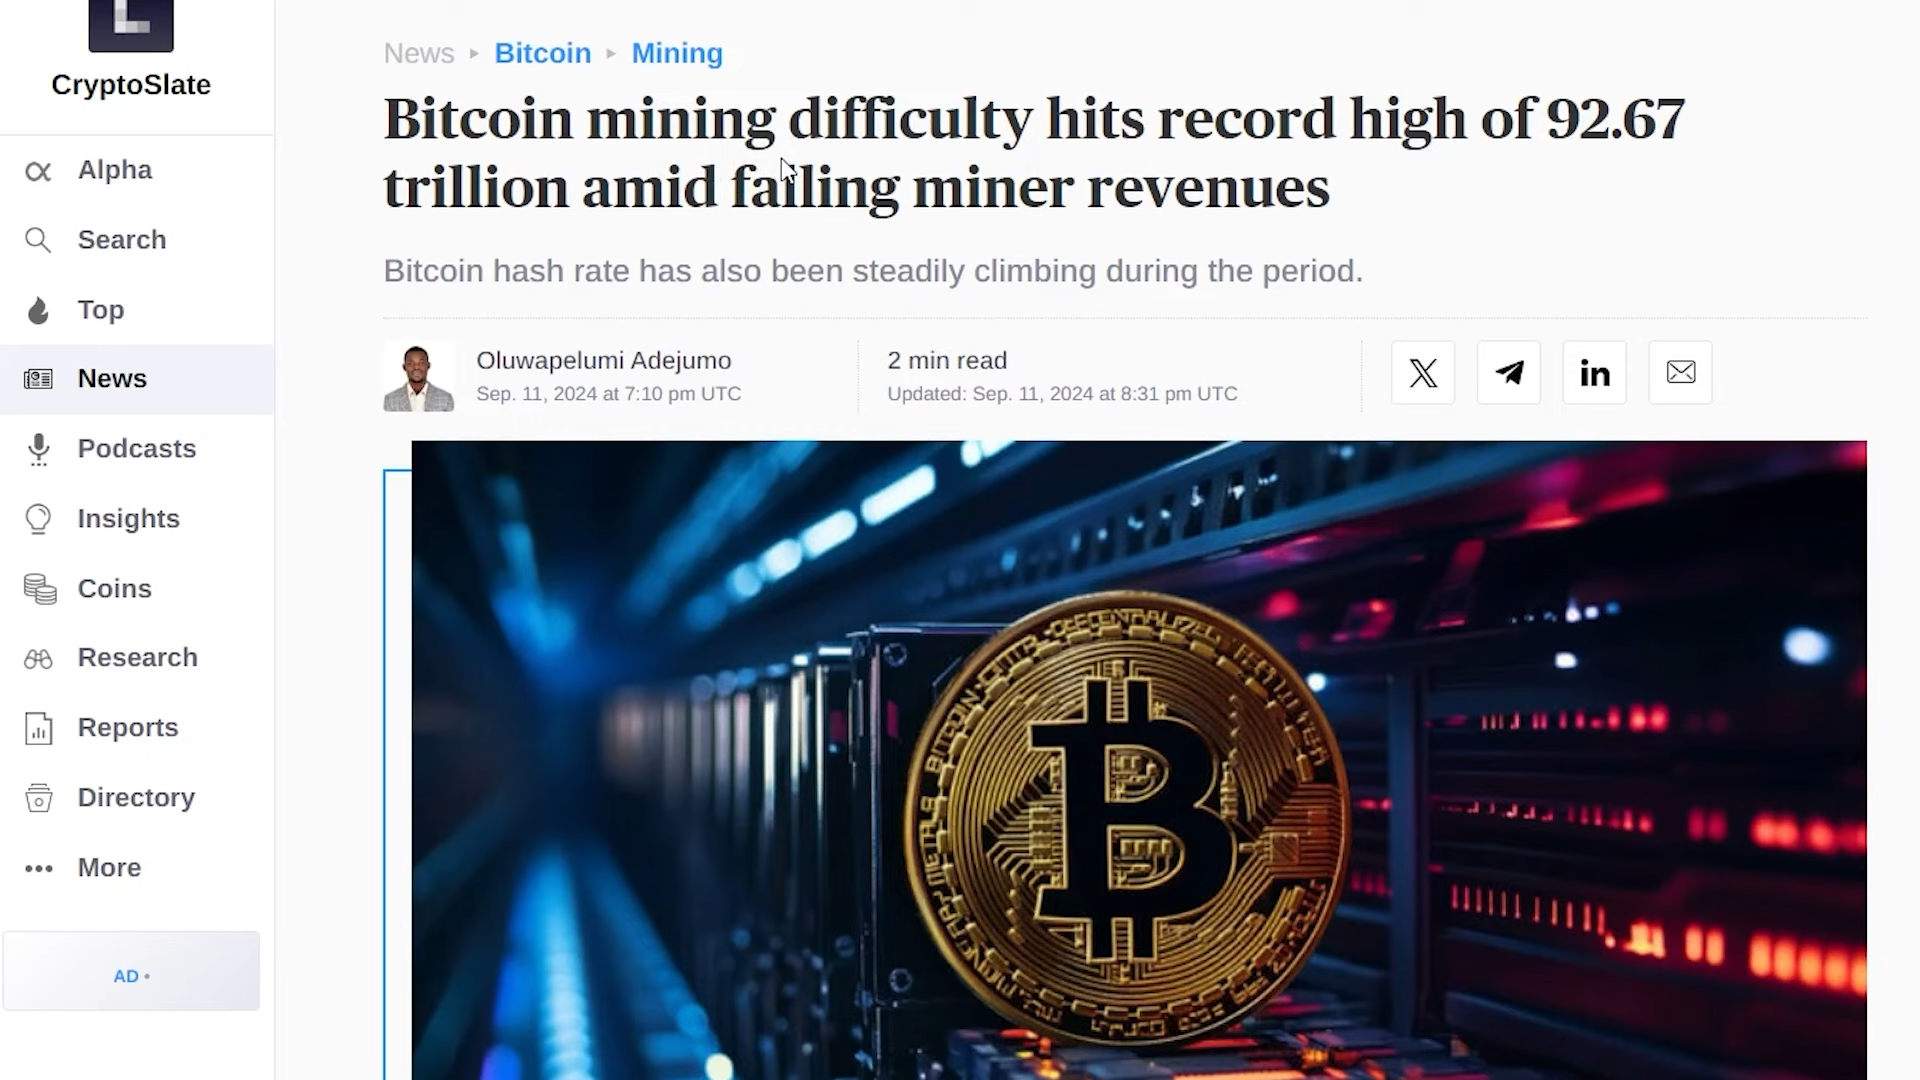 CryptoSlate
Alpha
Search
Top
News
Podcasts
Insights
Coins
Research
Reports
Directory
More
AD
News ▸ Bitcoin ▸ Mining
Bitcoin mining difficulty hits record high of 92.67
trillion amid falling miner revenues
Bitcoin hash rate has also been steadily climbing during the period.
Oluwapelumi Adejumo
Sep. 11, 2024 at 7:10 pm UTC
2 min read
Updated: Sep. 11, 2024 at 8:31 pm UTC
in
DECENTRALIZED
BITCOIN